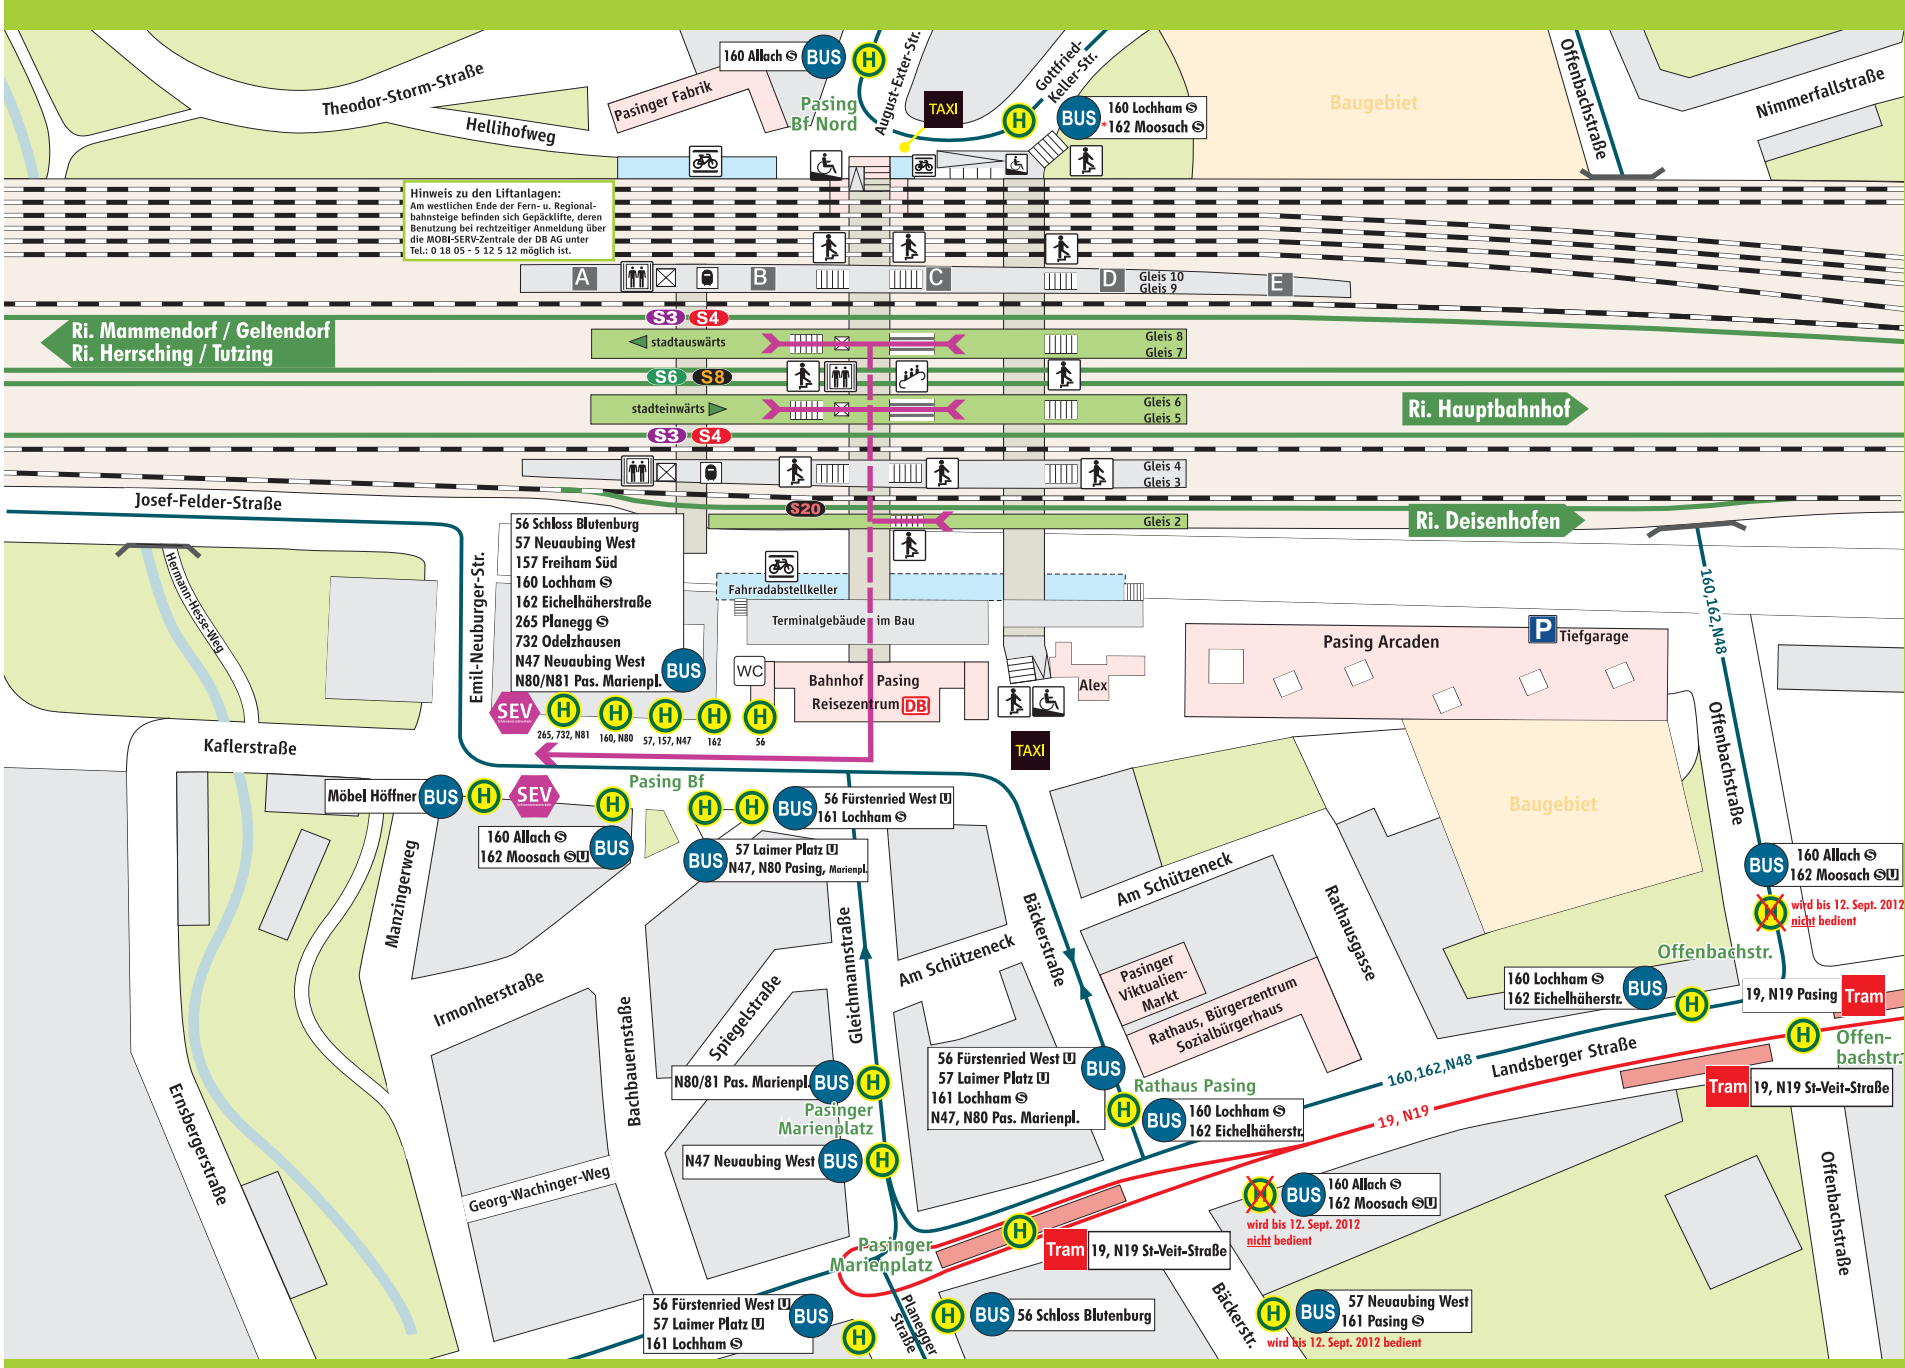 160 Allach Ⓢ
BUS
H
August-Exter-Str.
Gottfried-
Keller-Str.
Offenbachstraße
Nimmerfallstraße
Theodor-Storm-Straße
Hellihofweg
Pasinger Fabrik
Pasing
Bf Nord
TAXI
H
BUS
160 Lochham Ⓢ
*162 Moosach Ⓢ
Baugebiet
Hinweis zu den Liftanlagen:
Am westlichen Ende der Fern- u. Regional-
bahnsteige befinden sich Gepäcklifte, deren
Benutzung bei rechtzeitiger Anmeldung über
die MOBI-SERV-Zentrale der DB AG unter
Tel.: 0 18 05 - 5 12 5 12 möglich ist.
A
B
C
D
E
Gleis 10
Gleis 9
S3
S4
Ri. Mammendorf / Geltendorf
Ri. Herrsching / Tutzing
stadtauswärts
Gleis 8
Gleis 7
S6
S8
stadteinwärts
Gleis 6
Gleis 5
Ri. Hauptbahnhof
S3
S4
Gleis 4
Gleis 3
S20
Gleis 2
Ri. Deisenhofen
Josef-Felder-Straße
Hermann-Hesse-Weg
Emil-Neuburger-Str.
56 Schloss Blutenburg
57 Neuaubing West
157 Freiham Süd
160 Lochham Ⓢ
162 Eichelhäherstraße
265 Planegg Ⓢ
732 Odelzhausen
N47 Neuaubing West
N80/N81 Pas. Marienpl.
BUS
Fahrradabstellkeller
Terminalgebäude im Bau
WC
Bahnhof Pasing
Reisezentrum DB
Alex
TAXI
Pasing Arcaden
P
Tiefgarage
160,162,N48
Offenbachstraße
Baugebiet
SEV
H
H
H
H
H
265, 732, N81
160, N80
57, 157, N47
162
56
Kaflerstraße
Möbel Höffner
BUS
H
SEV
Pasing Bf
H
H
H
BUS
56 Fürstenried West U
161 Lochham Ⓢ
160 Allach Ⓢ
162 Moosach ⓈU
BUS
BUS
57 Laimer Platz U
N47, N80 Pasing, Marienpl.
Manzingerweg
Irmonherstraße
Bachbauernstaße
Spiegelstraße
Gleichmannstraße
Am Schützeneck
Bäckerstraße
Am Schützeneck
Rathausgasse
Pasinger
Viktualien-
Markt
Rathaus, Bürgerzentrum
Sozialbürgerhaus
BUS
160 Allach Ⓢ
162 Moosach ⓈU
H
wird bis 12. Sept. 2012
nicht bedient
Offenbachstr.
160 Lochham Ⓢ
162 Eichelhäherstr.
BUS
H
19, N19 Pasing
Tram
H
Offen-
bachstr.
Landsberger Straße
160,162,N48
19, N19
Tram
19, N19 St-Veit-Straße
Offenbachstraße
56 Fürstenried West U
57 Laimer Platz U
161 Lochham Ⓢ
N47, N80 Pas. Marienpl.
BUS
Rathaus Pasing
H
BUS
160 Lochham Ⓢ
162 Eichelhäherstr.
N80/81 Pas. Marienpl.
BUS
H
Pasinger
Marienplatz
N47 Neuaubing West
BUS
H
Ernsbergerstraße
Georg-Wachinger-Weg
H
BUS
160 Allach Ⓢ
162 Moosach ⓈU
wird bis 12. Sept. 2012
nicht bedient
Pasinger
Marienplatz
H
Tram
19, N19 St-Veit-Straße
56 Fürstenried West U
57 Laimer Platz U
161 Lochham Ⓢ
BUS
H
Planegger
Straße
H
BUS
56 Schloss Blutenburg
Bäckerstr.
H
BUS
57 Neuaubing West
161 Pasing Ⓢ
wird bis 12. Sept. 2012 bedient